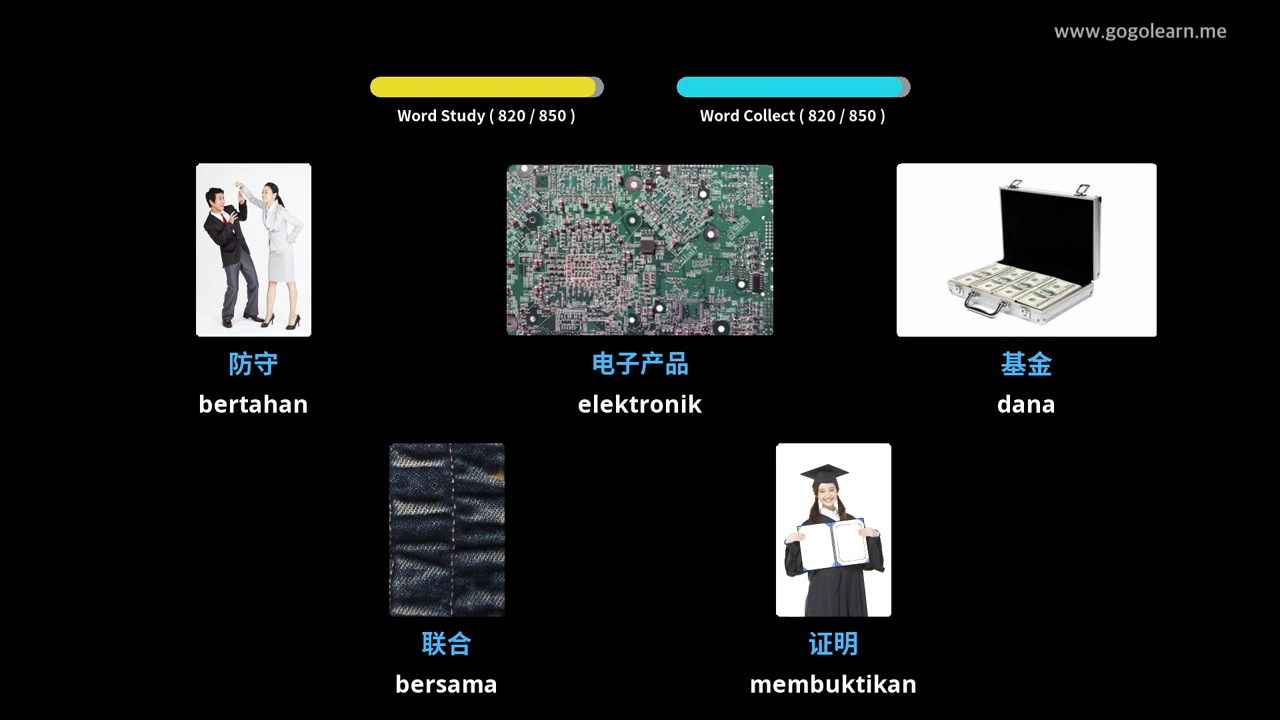 www.gogolearn.me
Word Study ( 820 / 850 )
Word Collect ( 820 / 850 )
防守
bertahan
电子产品
elektronik
基金
dana
联合
bersama
证明
membuktikan